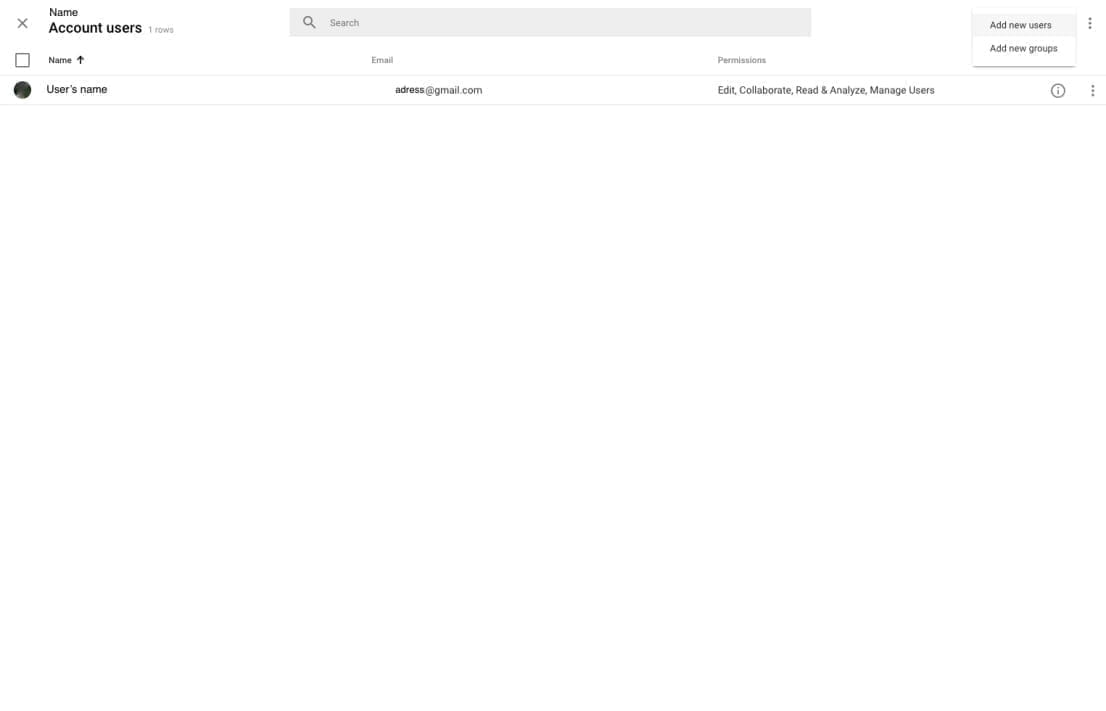 Name
Account users 1 rows
Search
Add new users
Add new groups
Name Email Permissions
User's name adress@gmail.com Edit, Collaborate, Read & Analyze, Manage Users